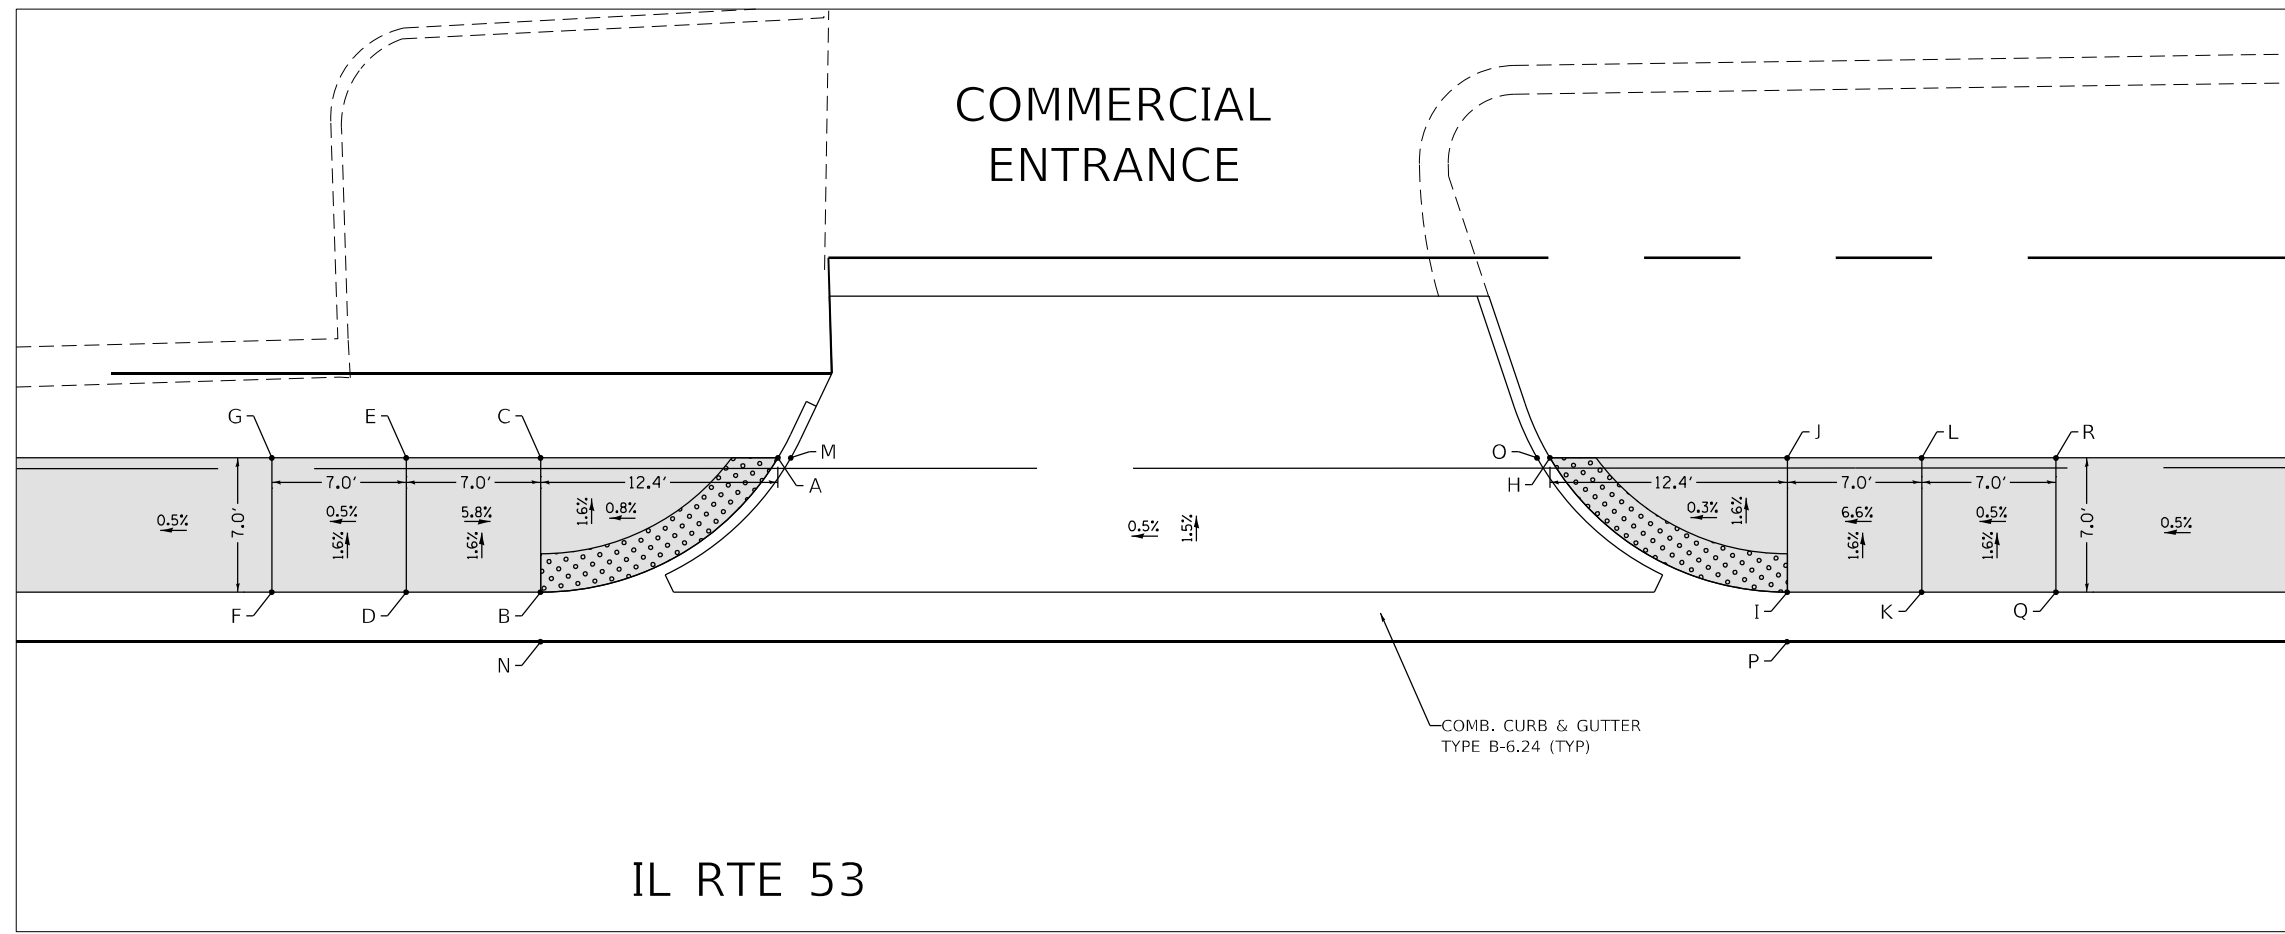 COMMERCIAL
ENTRANCE
G
E
C
M
A
O
H
J
L
R
7.0'
7.0'
12.4'
12.4'
7.0'
7.0'
0.5%
7.0'
0.5%
1.6%
5.8%
1.6%
1.6%
0.8%
0.5%
1.5%
0.3%
1.6%
6.6%
1.6%
0.5%
1.6%
7.0'
0.5%
F
D
B
I
K
Q
N
P
COMB. CURB & GUTTER
TYPE B-6.24 (TYP)
IL RTE 53